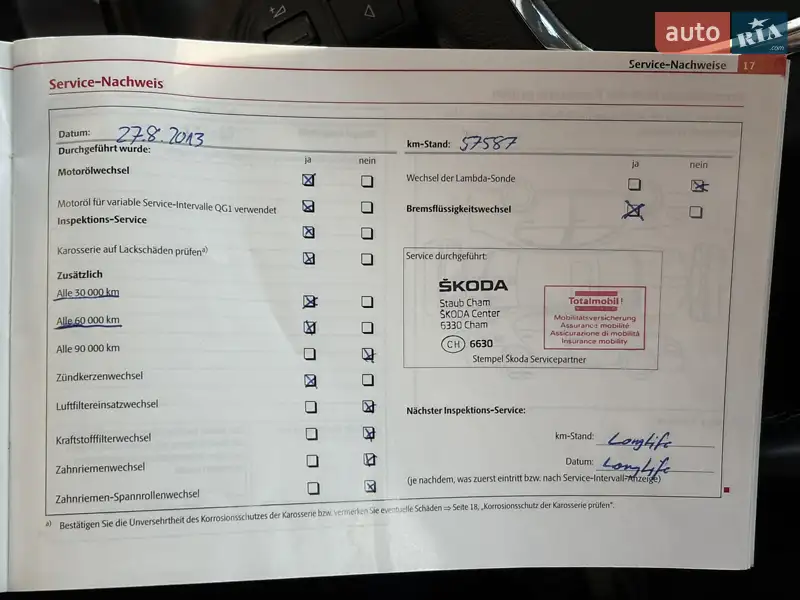 auto RIA .com
Service-Nachweise 17
Service-Nachweis
Datum: 27.8.2013
Durchgeführt wurde:
ja nein
Motorölwechsel
Motoröl für variable Service-Intervalle QG1 verwendet
Inspektions-Service
Karosserie auf Lackschäden prüfen a)
Zusätzlich
Alle 30 000 km
Alle 60 000 km
Alle 90 000 km
Zündkerzenwechsel
Luftfiltereinsatzwechsel
Kraftstofffilterwechsel
Zahnriemenwechsel
Zahnriemen-Spannrollenwechsel
km-Stand: 57587
ja nein
Wechsel der Lambda-Sonde
Bremsflüssigkeitswechsel
Service durchgeführt:
ŠKODA
Staub Cham
ŠKODA Center
6330 Cham
CH 6630
Totalmobil!
Mobilitätsversicherung
Assurance mobilité
Assicurazione di mobilità
Insurance mobility
Stempel Škoda Servicepartner
Nächster Inspektions-Service:
km-Stand: Longlife
Datum: Longlife
(je nachdem, was zuerst eintritt bzw. nach Service-Intervall-Anzeige)
a) Bestätigen Sie die Unversehrtheit des Korrosionsschutzes der Karosserie bzw. vermerken Sie eventuelle Schäden ⇒ Seite 18, „Korrosionsschutz der Karosserie prüfen“.